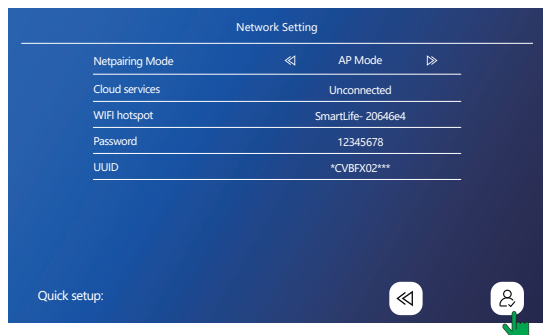 Network Setting
Netpairing Mode AP Mode
Cloud services Unconnected
WIFI hotspot SmartLife- 20646e4
Password 12345678
UUID *CVBFX02***
Quick setup: